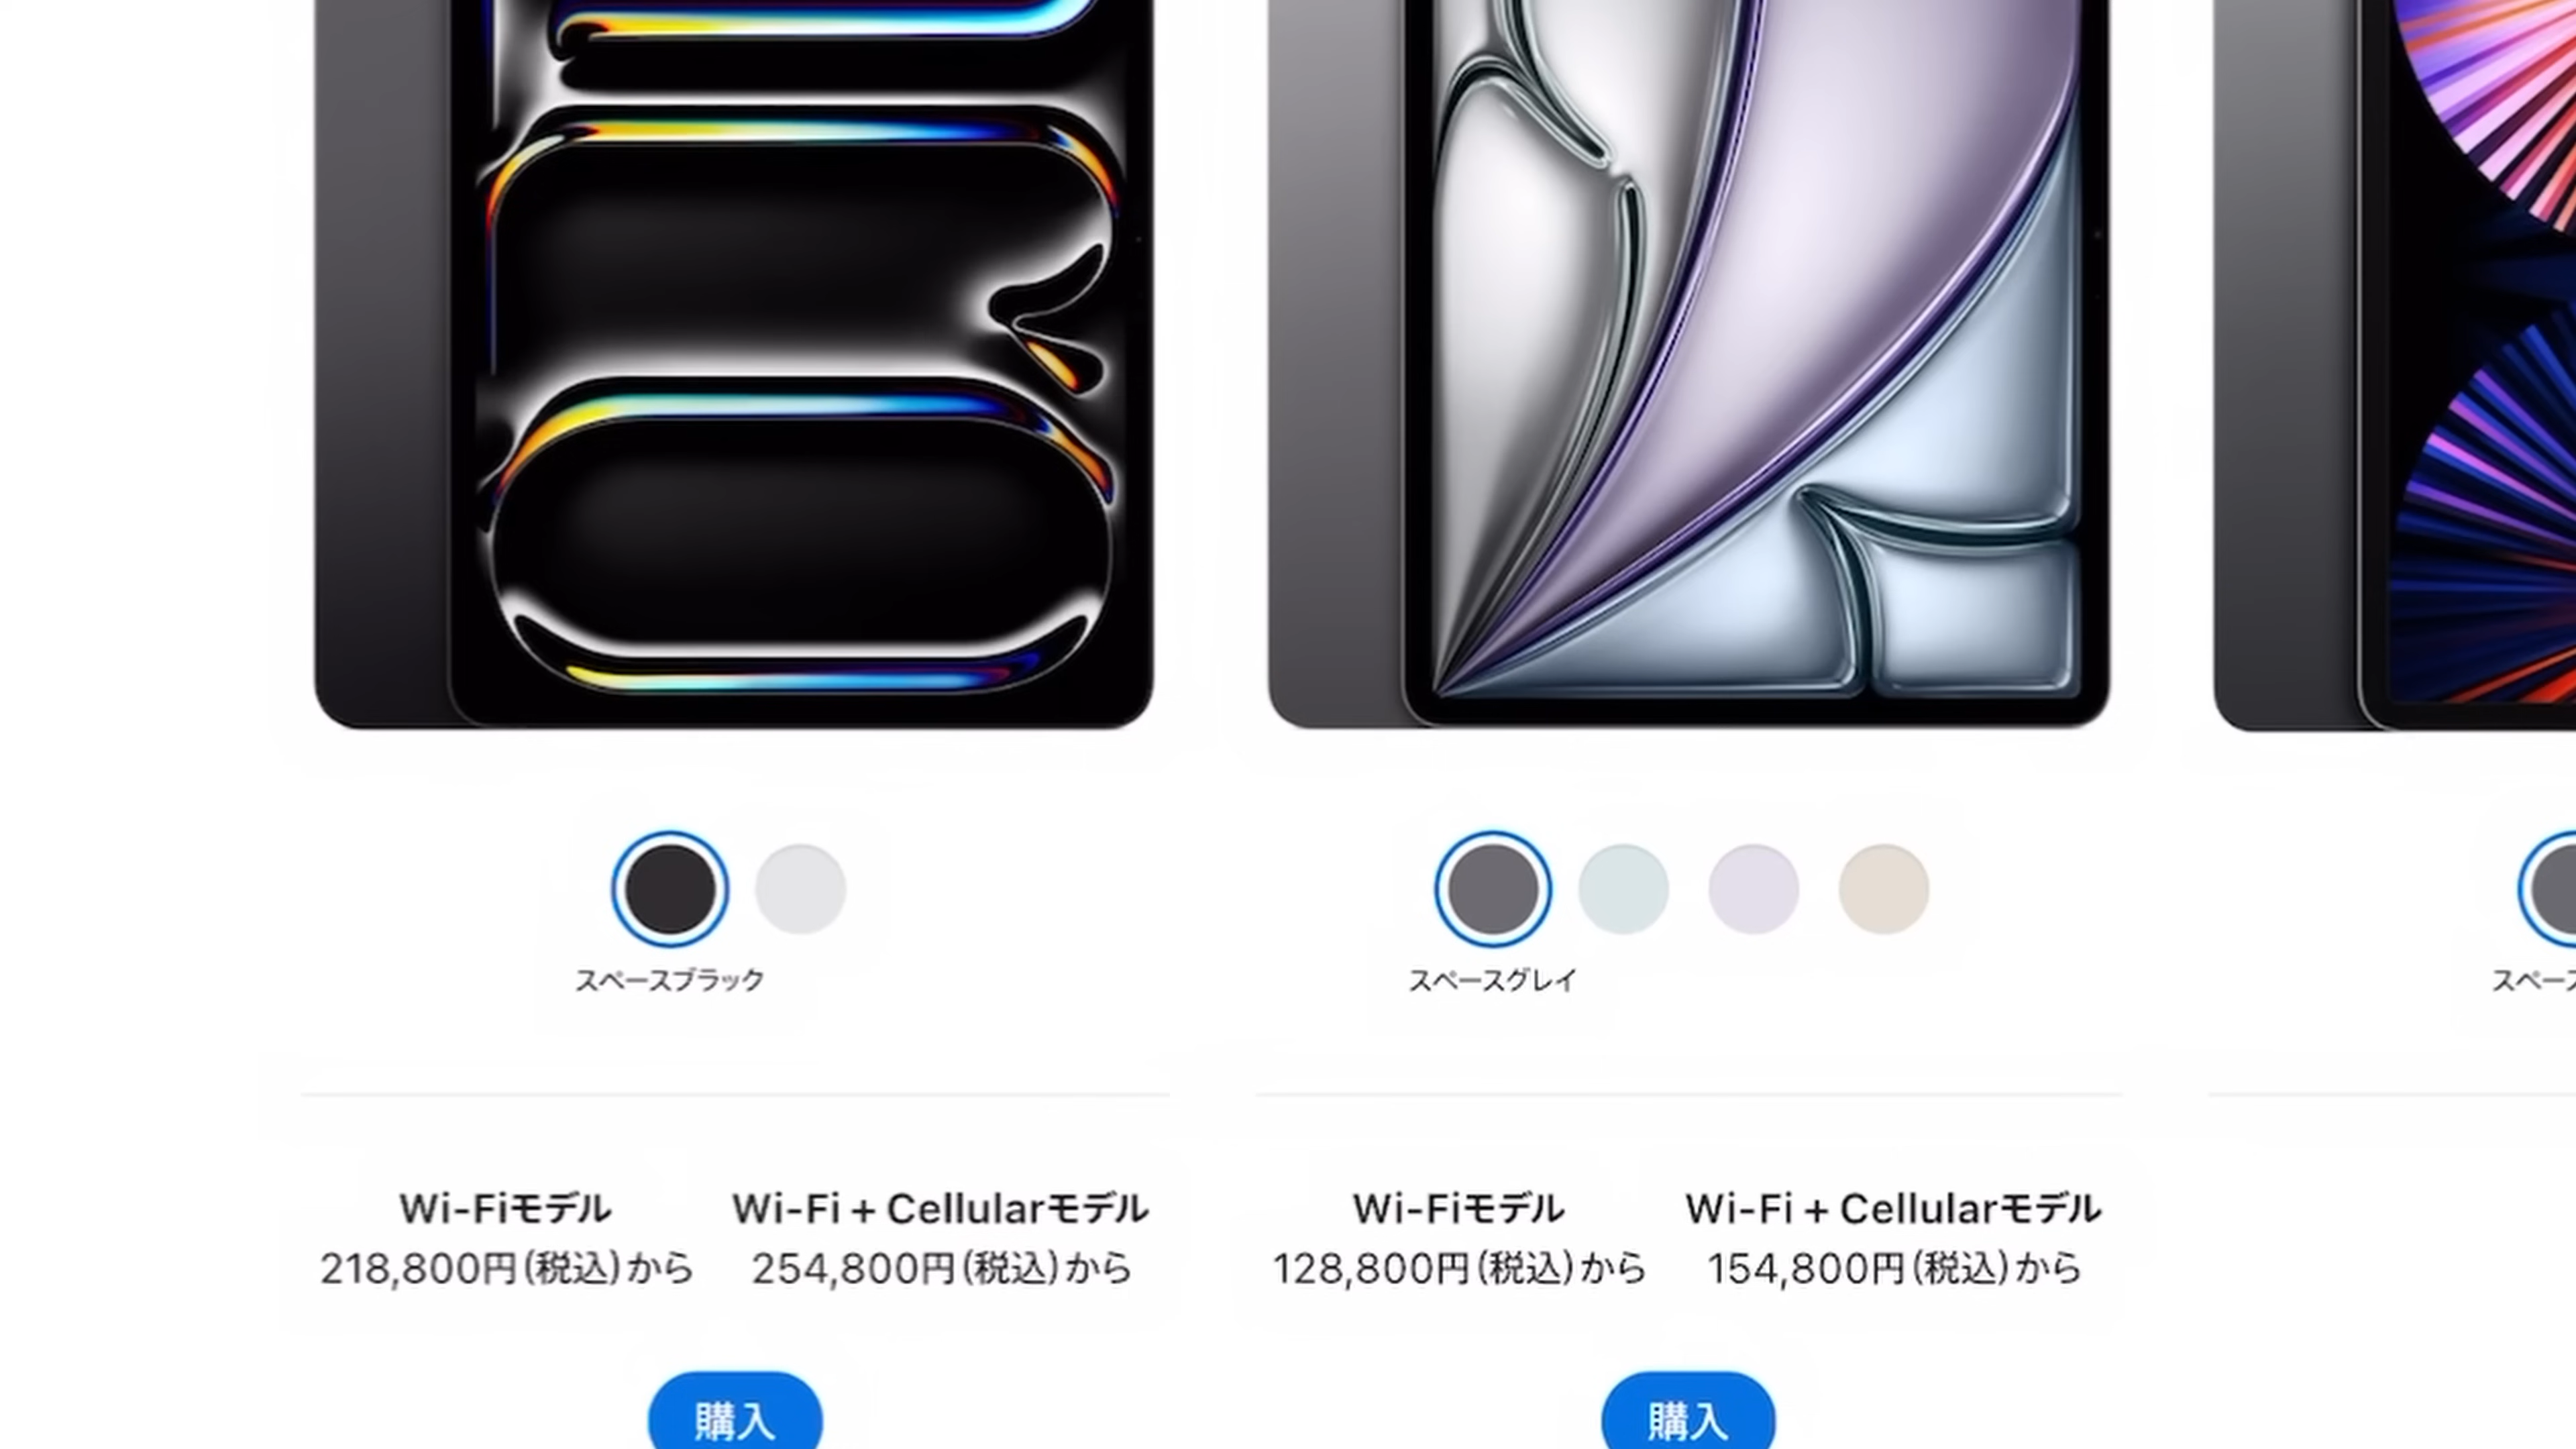 スペースブラック
スペースグレイ
スペース
Wi-Fiモデル Wi-Fi + Cellularモデル
218,800円(税込)から 254,800円(税込)から
Wi-Fiモデル Wi-Fi + Cellularモデル
128,800円(税込)から 154,800円(税込)から
購入
購入